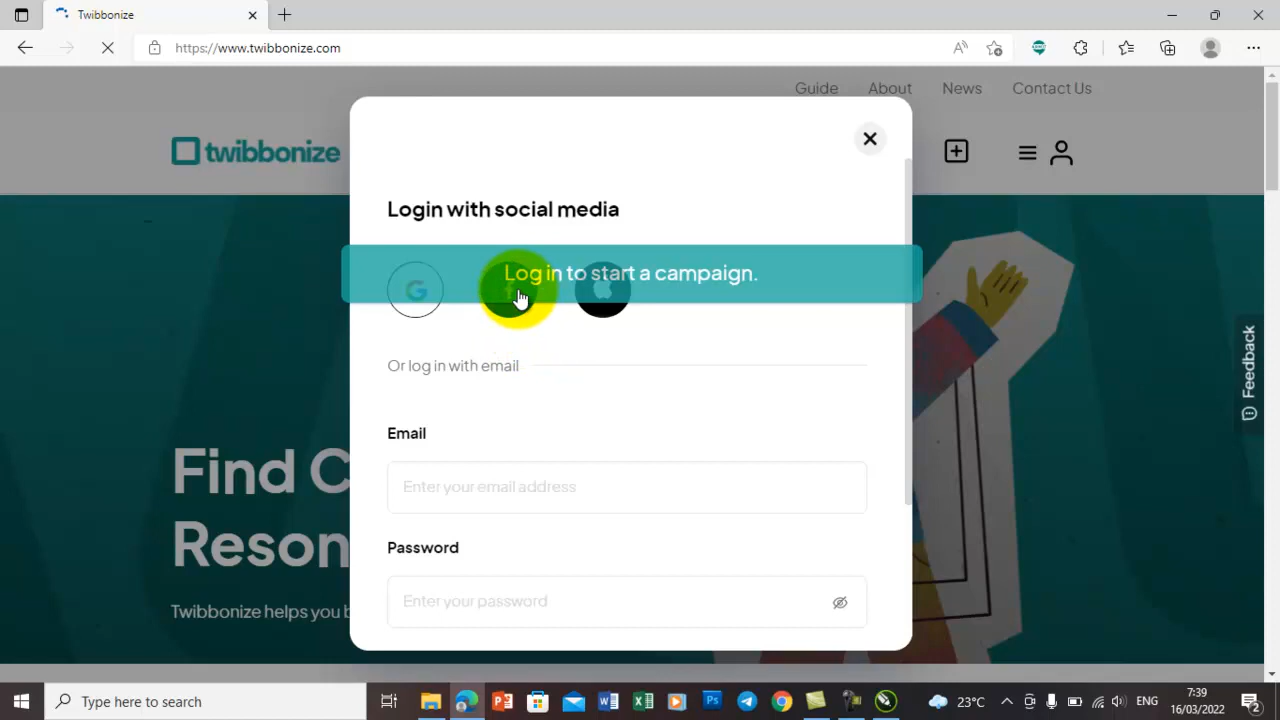 Twibbonize
https://www.twibbonize.com
Guide
About
News
Contact Us
twibbonize
Login with social media
Log in to start a campaign.
Or log in with email
Email
Enter your email address
Password
Enter your password
Find C
Reson
Twibbonize helps you b
Feedback
Type here to search
23°C
ENG
7:39
16/03/2022
2